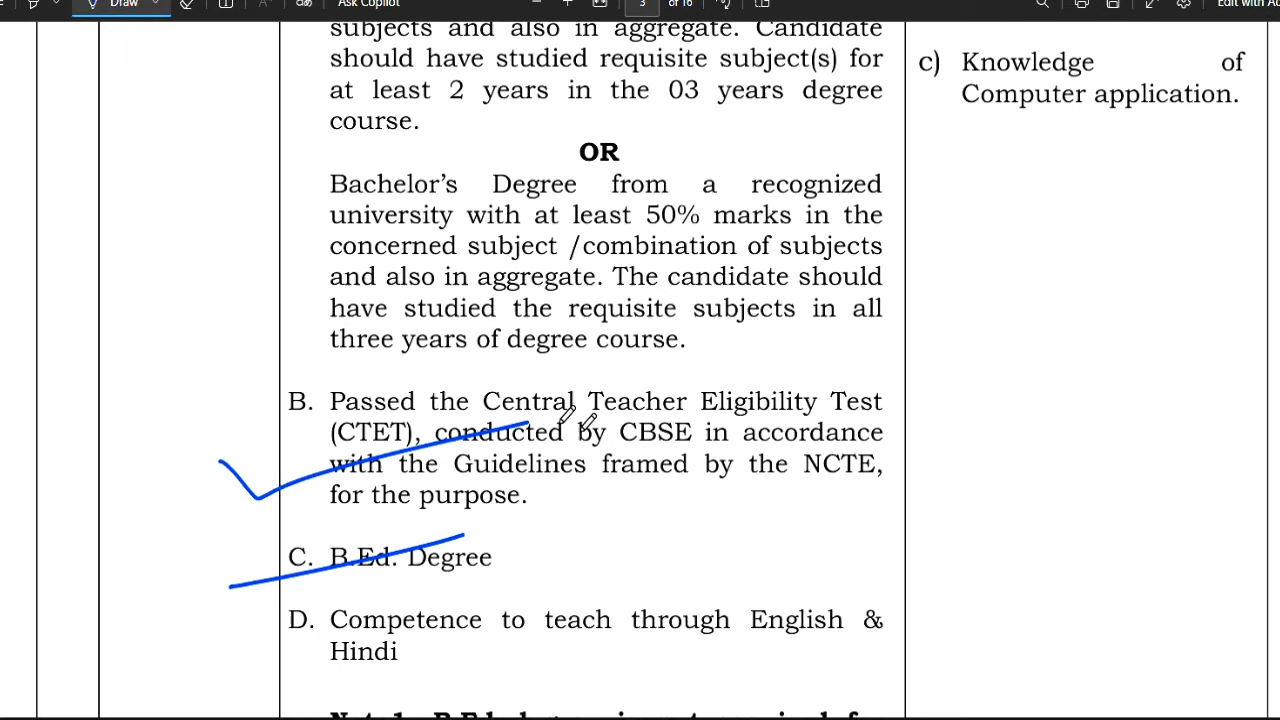 Draw
Ask Copilot
3 of 16
subjects and also in aggregate. Candidate
should have studied requisite subject(s) for
at least 2 years in the 03 years degree
course.
OR
Bachelor's Degree from a recognized
university with at least 50% marks in the
concerned subject /combination of subjects
and also in aggregate. The candidate should
have studied the requisite subjects in all
three years of degree course.
B. Passed the Central Teacher Eligibility Test
(CTET), conducted by CBSE in accordance
with the Guidelines framed by the NCTE,
for the purpose.
C. B.Ed. Degree
D. Competence to teach through English &
Hindi
c) Knowledge of
Computer application.